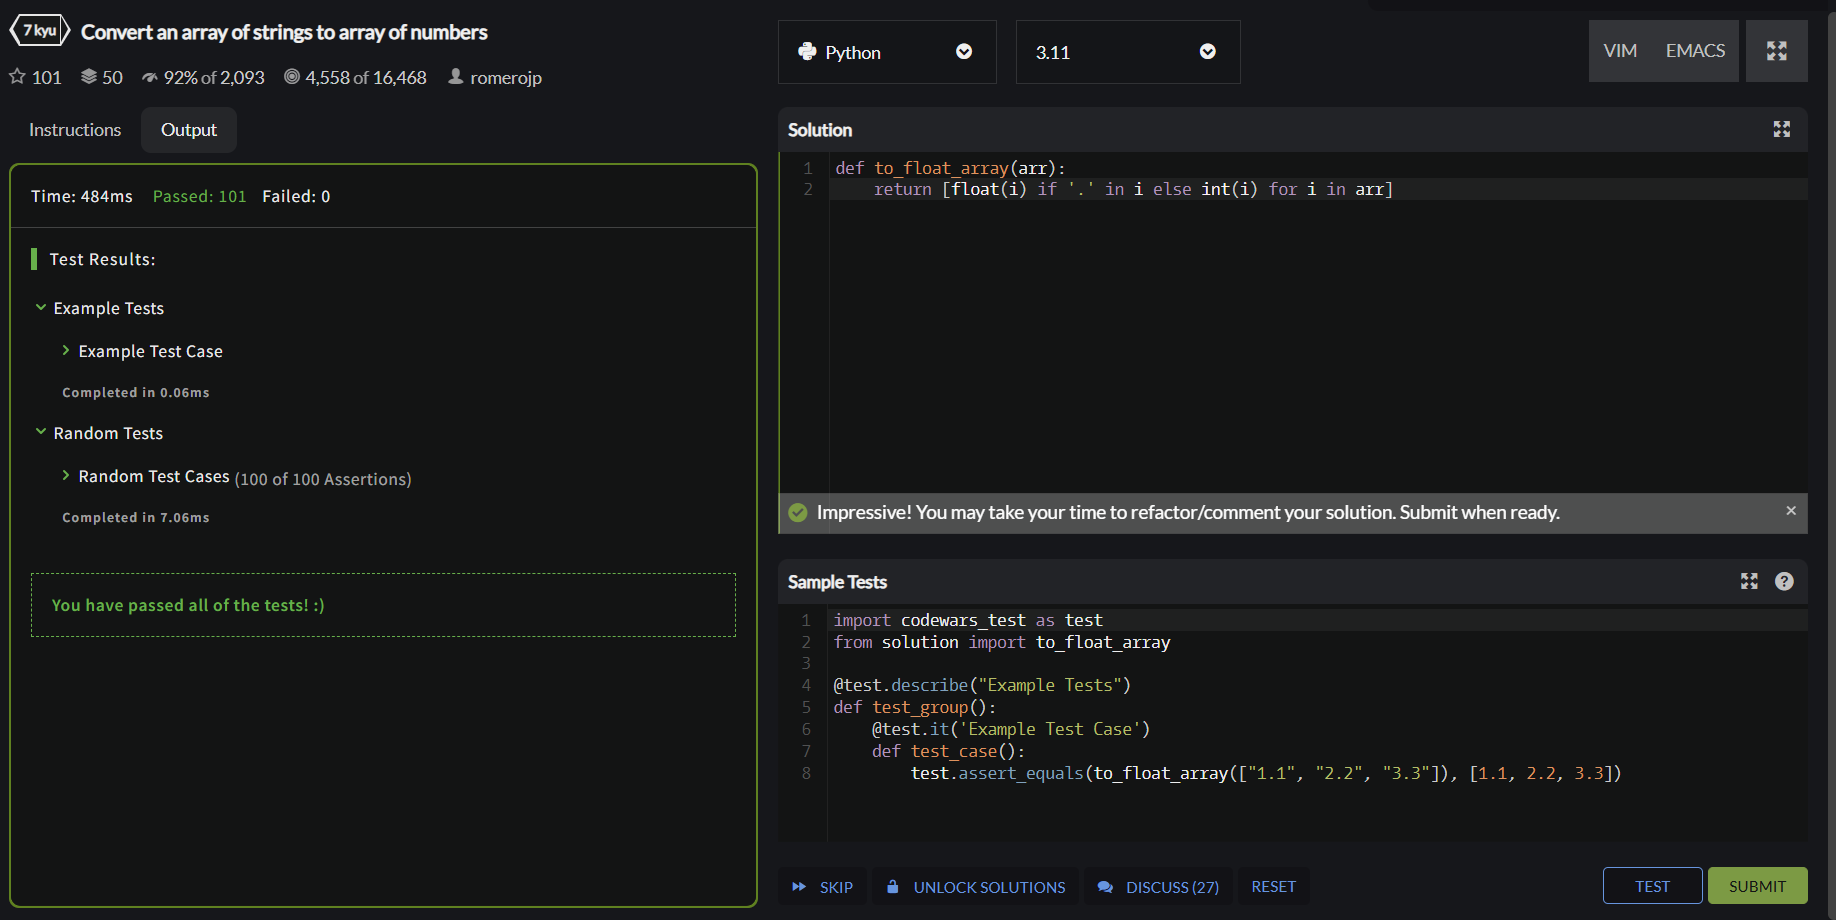 7 kyu
Convert an array of strings to array of numbers
101 50 92% of 2,093 4,558 of 16,468 romerojp
Instructions Output
Time: 484ms Passed: 101 Failed: 0
Test Results:
Example Tests
Example Test Case
Completed in 0.06ms
Random Tests
Random Test Cases (100 of 100 Assertions)
Completed in 7.06ms
You have passed all of the tests! :)
Python 3.11 VIM EMACS
Solution
1 def to_float_array(arr):
2 return [float(i) if '.' in i else int(i) for i in arr]
Impressive! You may take your time to refactor/comment your solution. Submit when ready. ×
Sample Tests ?
1 import codewars_test as test
2 from solution import to_float_array
3
4 @test.describe("Example Tests")
5 def test_group():
6 @test.it('Example Test Case')
7 def test_case():
8 test.assert_equals(to_float_array(["1.1", "2.2", "3.3"]), [1.1, 2.2, 3.3])
SKIP UNLOCK SOLUTIONS DISCUSS (27) RESET TEST SUBMIT